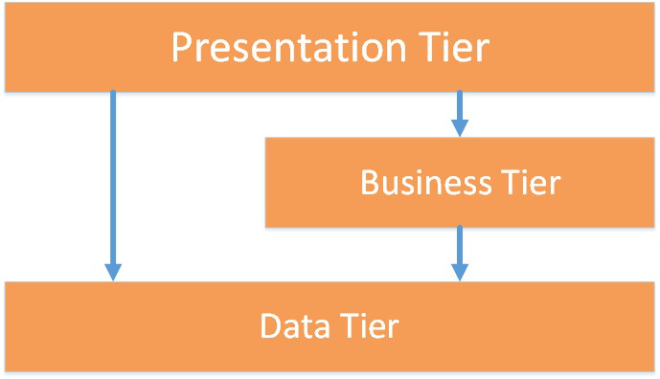 Presentation Tier
Business Tier
Data Tier